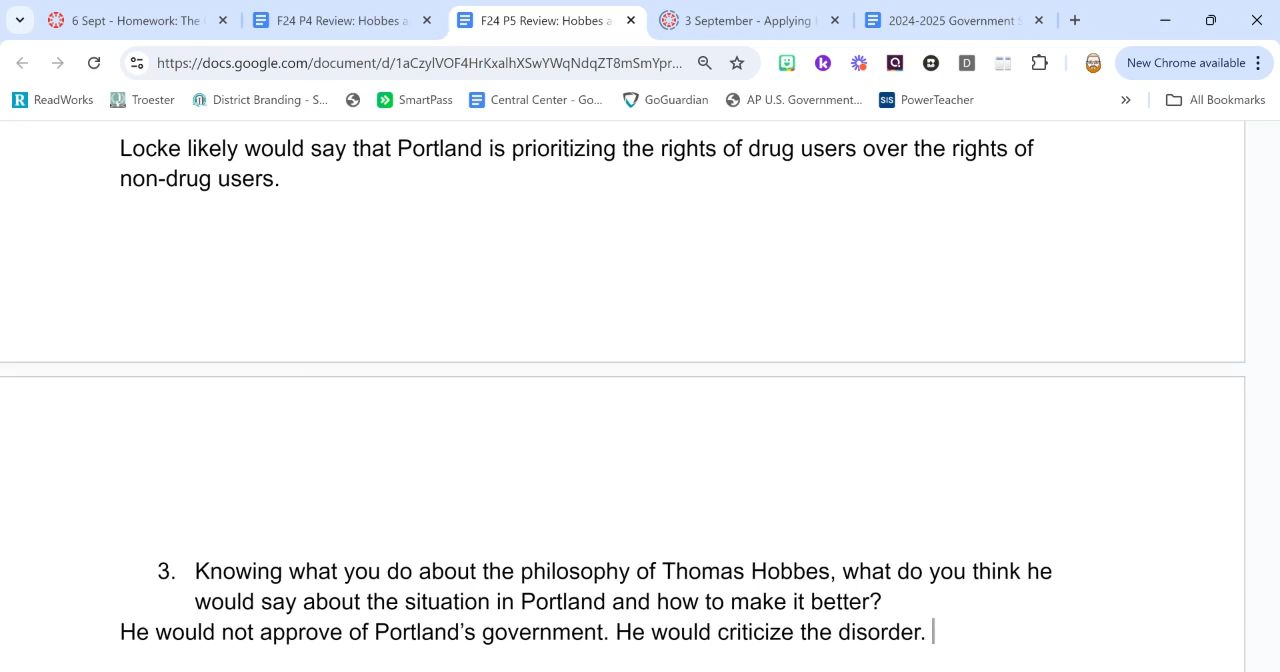 6 Sept - Homework: The
F24 P4 Review: Hobbes a
F24 P5 Review: Hobbes a
3 September - Applying
2024-2025 Government S
https://docs.google.com/document/d/1aCzylVOF4HrKxalhXSwYWqNdqZT8mSmYpr...
New Chrome available
ReadWorks
Troester
District Branding - S...
SmartPass
Central Center - Go...
GoGuardian
AP U.S. Government...
SIS
PowerTeacher
All Bookmarks
Locke likely would say that Portland is prioritizing the rights of drug users over the rights of
non-drug users.
3. Knowing what you do about the philosophy of Thomas Hobbes, what do you think he
would say about the situation in Portland and how to make it better?
He would not approve of Portland’s government. He would criticize the disorder.